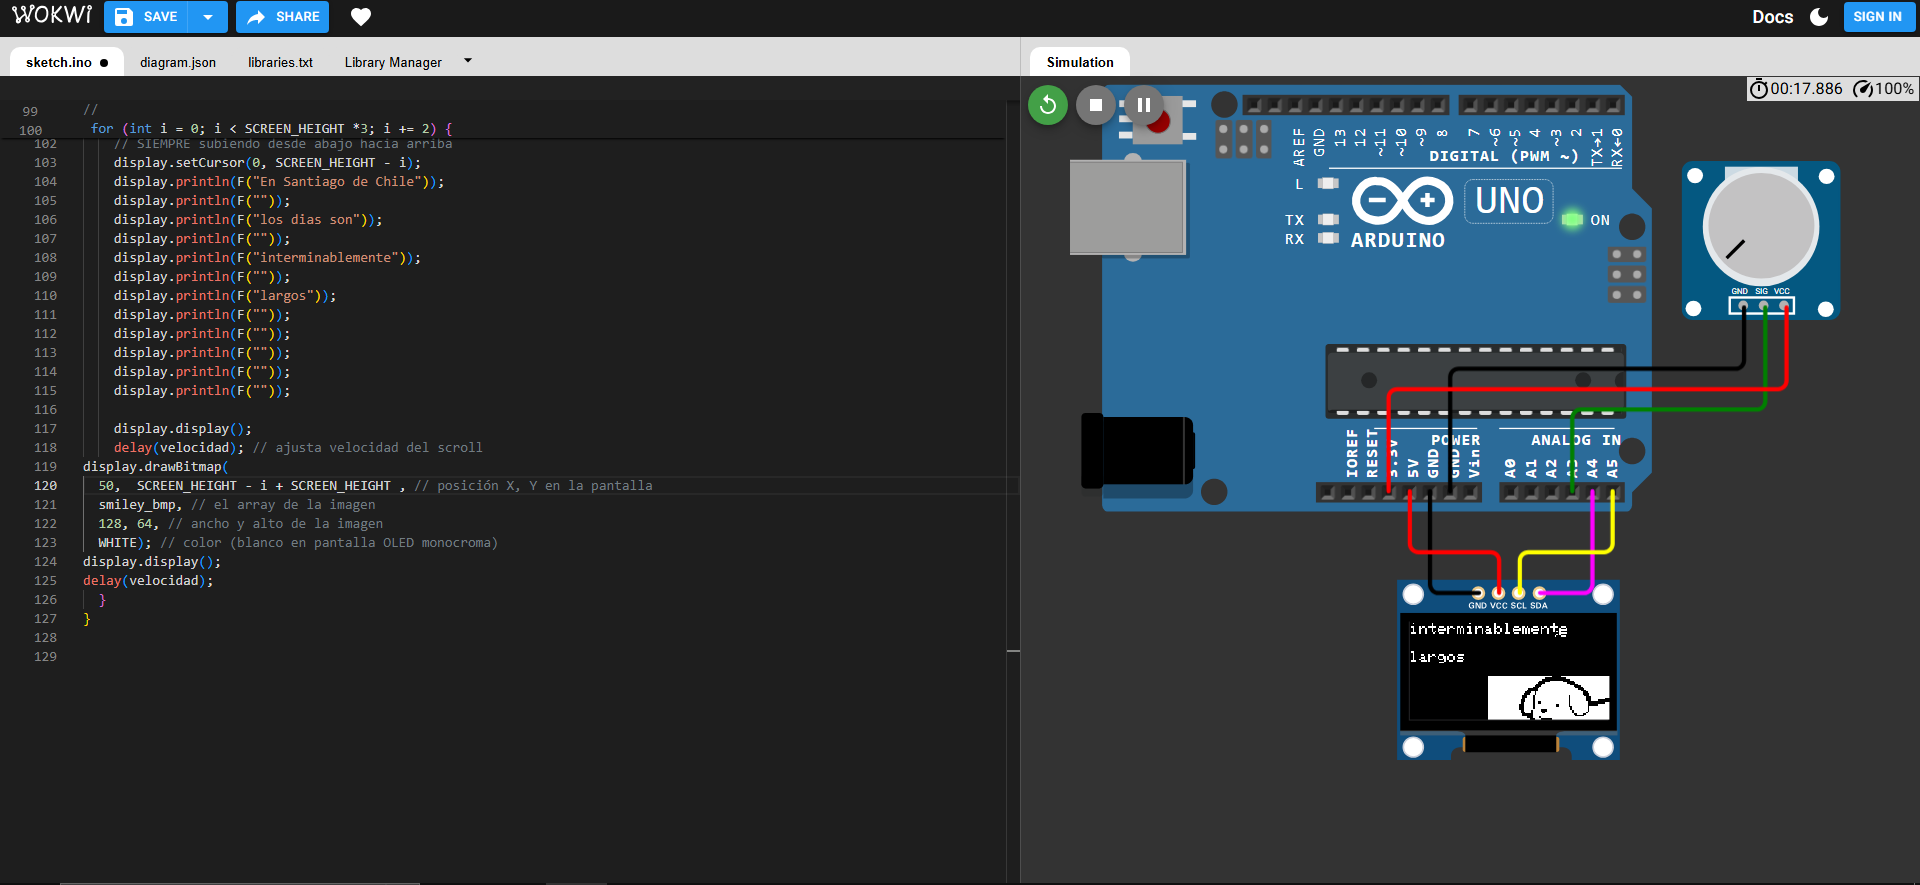 WOKWI
SAVE
SHARE
Docs
SIGN IN
sketch.ino
diagram.json
libraries.txt
Library Manager
Simulation
00:17.886
100%
99 //
100 for (int i = 0; i < SCREEN_HEIGHT *3; i += 2) {
102 // SIEMPRE subiendo desde abajo hacia arriba
103 display.setCursor(0, SCREEN_HEIGHT - i);
104 display.println(F("En Santiago de Chile"));
105 display.println(F(""));
106 display.println(F("los dias son"));
107 display.println(F(""));
108 display.println(F("interminablemente"));
109 display.println(F(""));
110 display.println(F("largos"));
111 display.println(F(""));
112 display.println(F(""));
113 display.println(F(""));
114 display.println(F(""));
115 display.println(F(""));
116
117 display.display();
118 delay(velocidad); // ajusta velocidad del scroll
119 display.drawBitmap(
120 50,  SCREEN_HEIGHT - i + SCREEN_HEIGHT , // posición X, Y en la pantalla
121 smiley_bmp, // el array de la imagen
122 128, 64, // ancho y alto de la imagen
123 WHITE); // color (blanco en pantalla OLED monocroma)
124 display.display();
125 delay(velocidad);
126 }
127 }
128
129
AREF
GND
13
12
~11
~10
~9
8
7
~6
~5
4
~3
2
TX→1
RX←0
DIGITAL (PWM ~)
L
TX
RX
UNO
ARDUINO
ON
GND SIG VCC
IOREF
RESET
3.3V
5V
GND
GND
Vin
POWER
ANALOG IN
A0
A1
A2
A3
A4
A5
GND VCC SCL SDA
interminablemente
largos